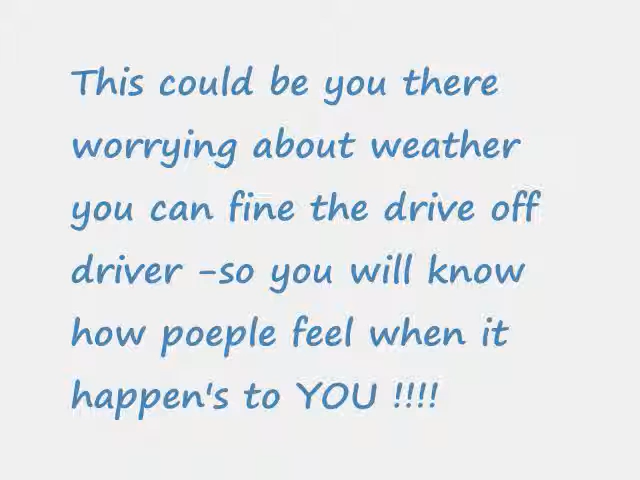 This could be you there
worrying about weather
you can fine the drive off
driver -so you will know
how poeple feel when it
happen's to YOU !!!!